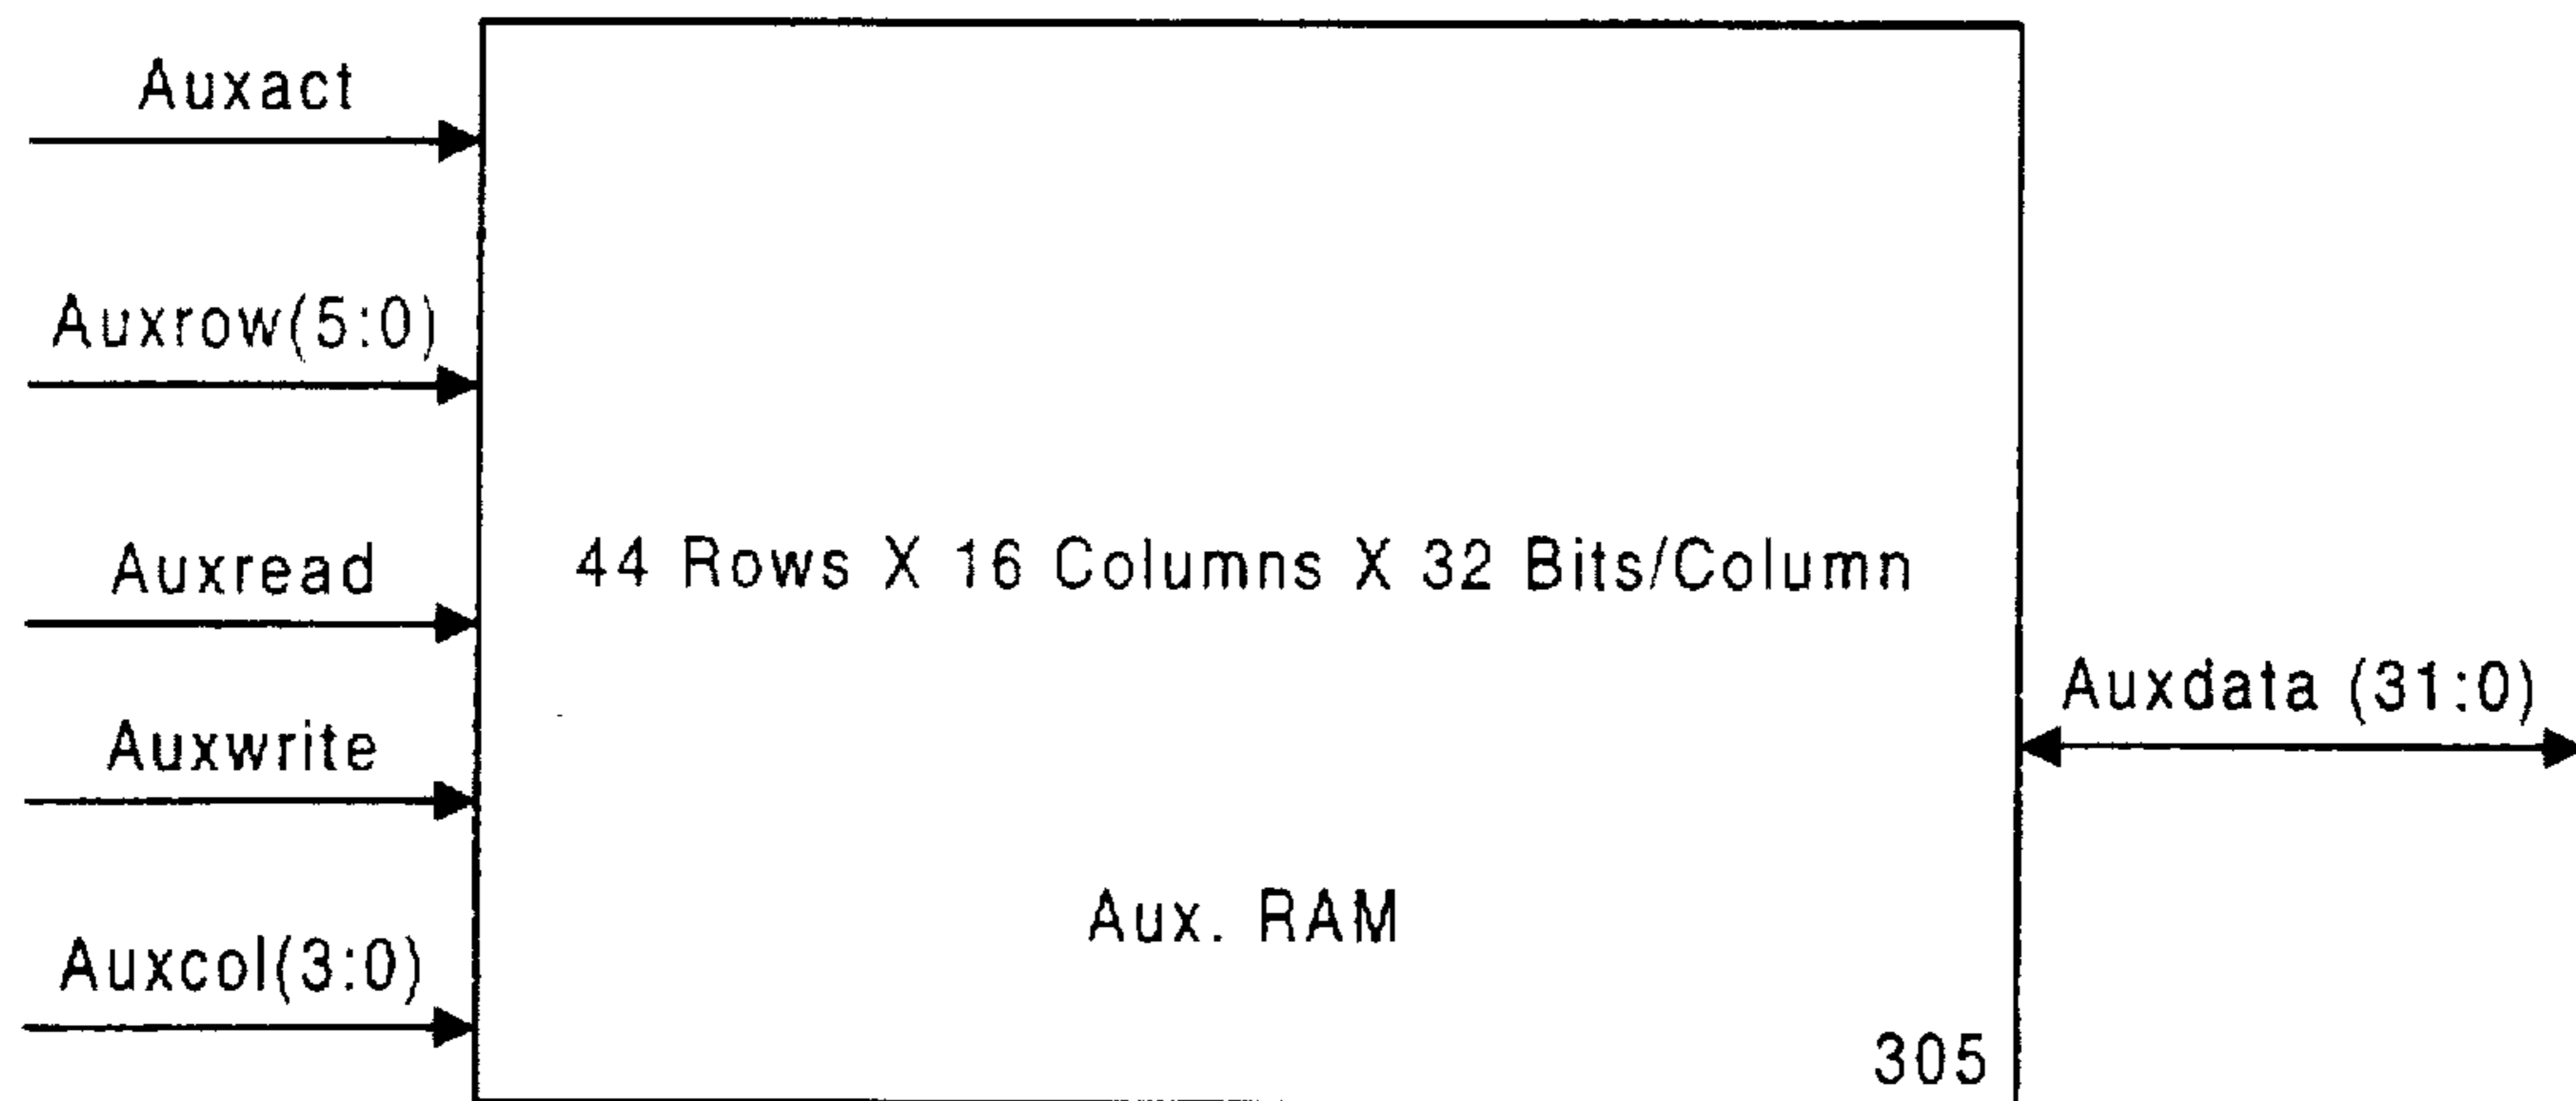 Auxact
Auxrow(5:0)
Auxread
44 Rows X 16 Columns X 32 Bits/Column
Auxdata (31:0)
Auxwrite
Aux. RAM
Auxcol(3:0)
305